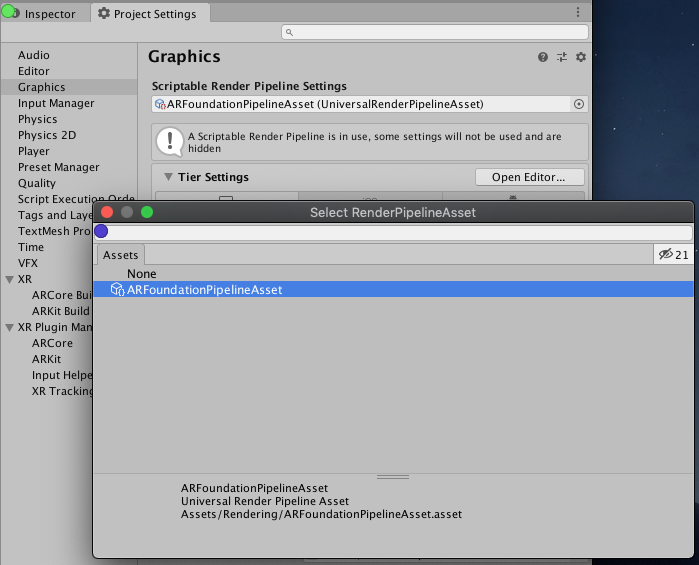 Inspector
Project Settings
Audio
Editor
Graphics
Input Manager
Physics
Physics 2D
Player
Preset Manager
Quality
Script Execution Orde
Tags and Laye
TextMesh Pro
Time
VFX
XR
ARCore Bui
ARKit Build
XR Plugin Man
ARCore
ARKit
Input Helpe
XR Tracking
Graphics
Scriptable Render Pipeline Settings
ARFoundationPipelineAsset (UniversalRenderPipelineAsset)
A Scriptable Render Pipeline is in use, some settings will not be used and are
hidden
Tier Settings
Open Editor...
Select RenderPipelineAsset
Assets
21
None
ARFoundationPipelineAsset
ARFoundationPipelineAsset
Universal Render Pipeline Asset
Assets/Rendering/ARFoundationPipelineAsset.asset